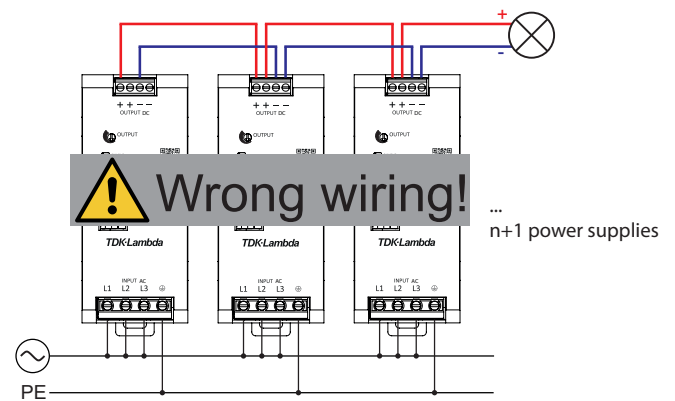 +
-
+ + − −
+ + − −
+ + − −
OUTPUT DC
OUTPUT DC
OUTPUT DC
OUTPUT
OUTPUT
OUTPUT
Wrong wiring!
...
n+1 power supplies
TDK-Lambda
TDK-Lambda
TDK-Lambda
INPUT AC
INPUT AC
INPUT AC
L1 L2 L3
L1 L2 L3
L1 L2 L3
PE